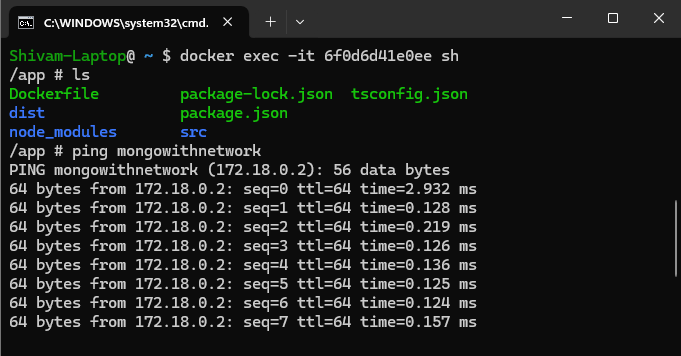 C:\WINDOWS\system32\cmd.
Shivam-Laptop@ ~ $ docker exec -it 6f0d6d41e0ee sh
/app # ls
Dockerfile package-lock.json tsconfig.json
dist package.json
node_modules src
/app # ping mongowithnetwork
PING mongowithnetwork (172.18.0.2): 56 data bytes
64 bytes from 172.18.0.2: seq=0 ttl=64 time=2.932 ms
64 bytes from 172.18.0.2: seq=1 ttl=64 time=0.128 ms
64 bytes from 172.18.0.2: seq=2 ttl=64 time=0.219 ms
64 bytes from 172.18.0.2: seq=3 ttl=64 time=0.126 ms
64 bytes from 172.18.0.2: seq=4 ttl=64 time=0.136 ms
64 bytes from 172.18.0.2: seq=5 ttl=64 time=0.125 ms
64 bytes from 172.18.0.2: seq=6 ttl=64 time=0.124 ms
64 bytes from 172.18.0.2: seq=7 ttl=64 time=0.157 ms